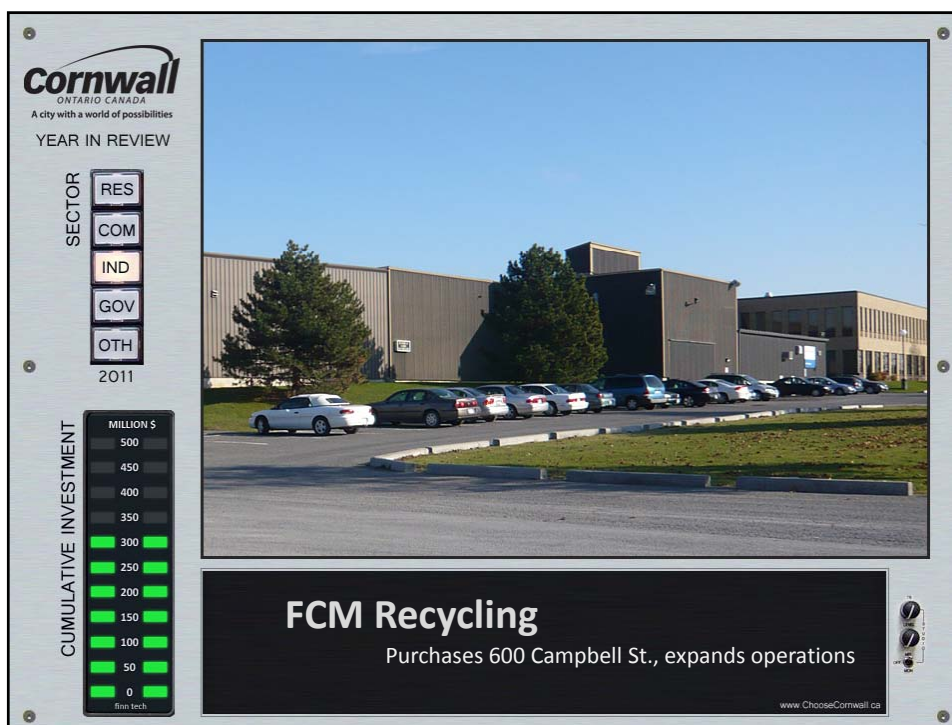 Cornwall
ONTARIO CANADA
A city with a world of possibilities
YEAR IN REVIEW
SECTOR
RES
COM
IND
GOV
OTH
2011
CUMULATIVE INVESTMENT
MILLION $
500
450
400
350
300
250
200
150
100
50
0
finn tech
FCM Recycling
Purchases 600 Campbell St., expands operations
www.ChooseCornwall.ca
LEVEL